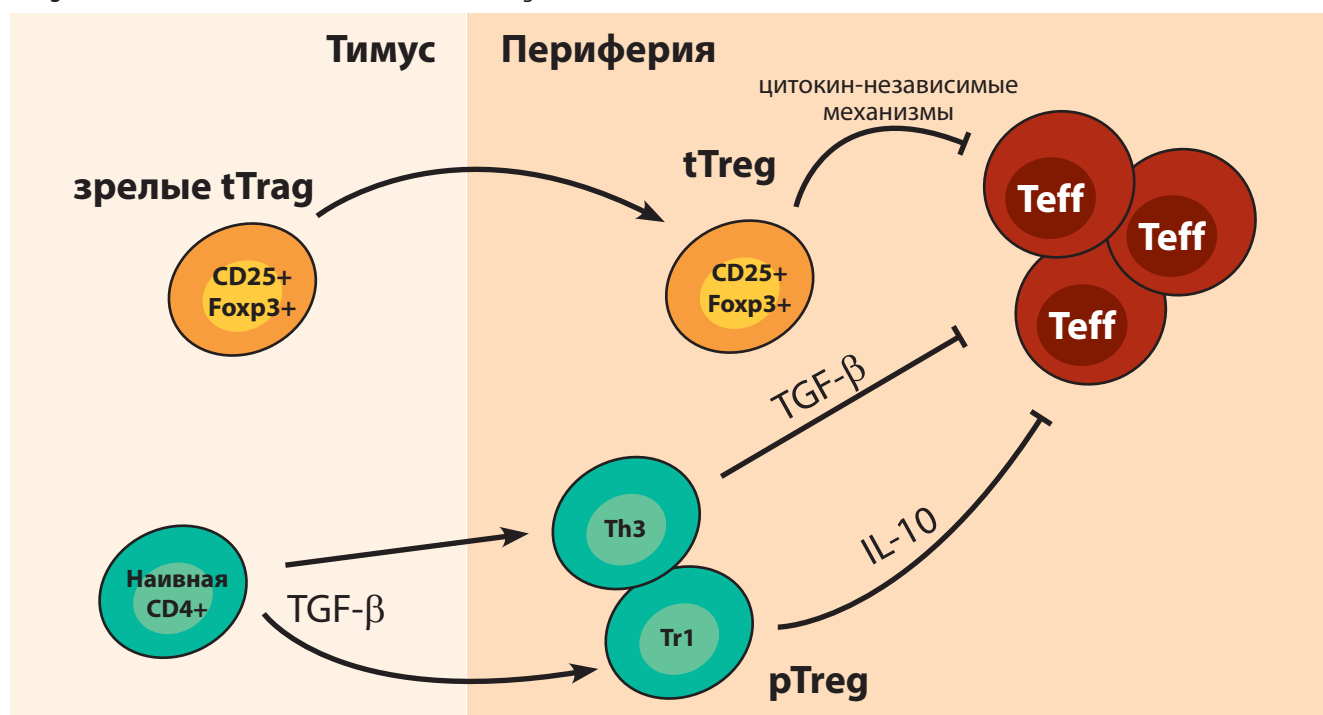 Тимус
Периферия
цитокин-независимые
механизмы
зрелые tTrag
tTreg
CD25+
Foxp3+
CD25+
Foxp3+
Teff
Teff
Teff
TGF-β
Th3
IL-10
Наивная
CD4+
TGF-β
Tr1
pTreg